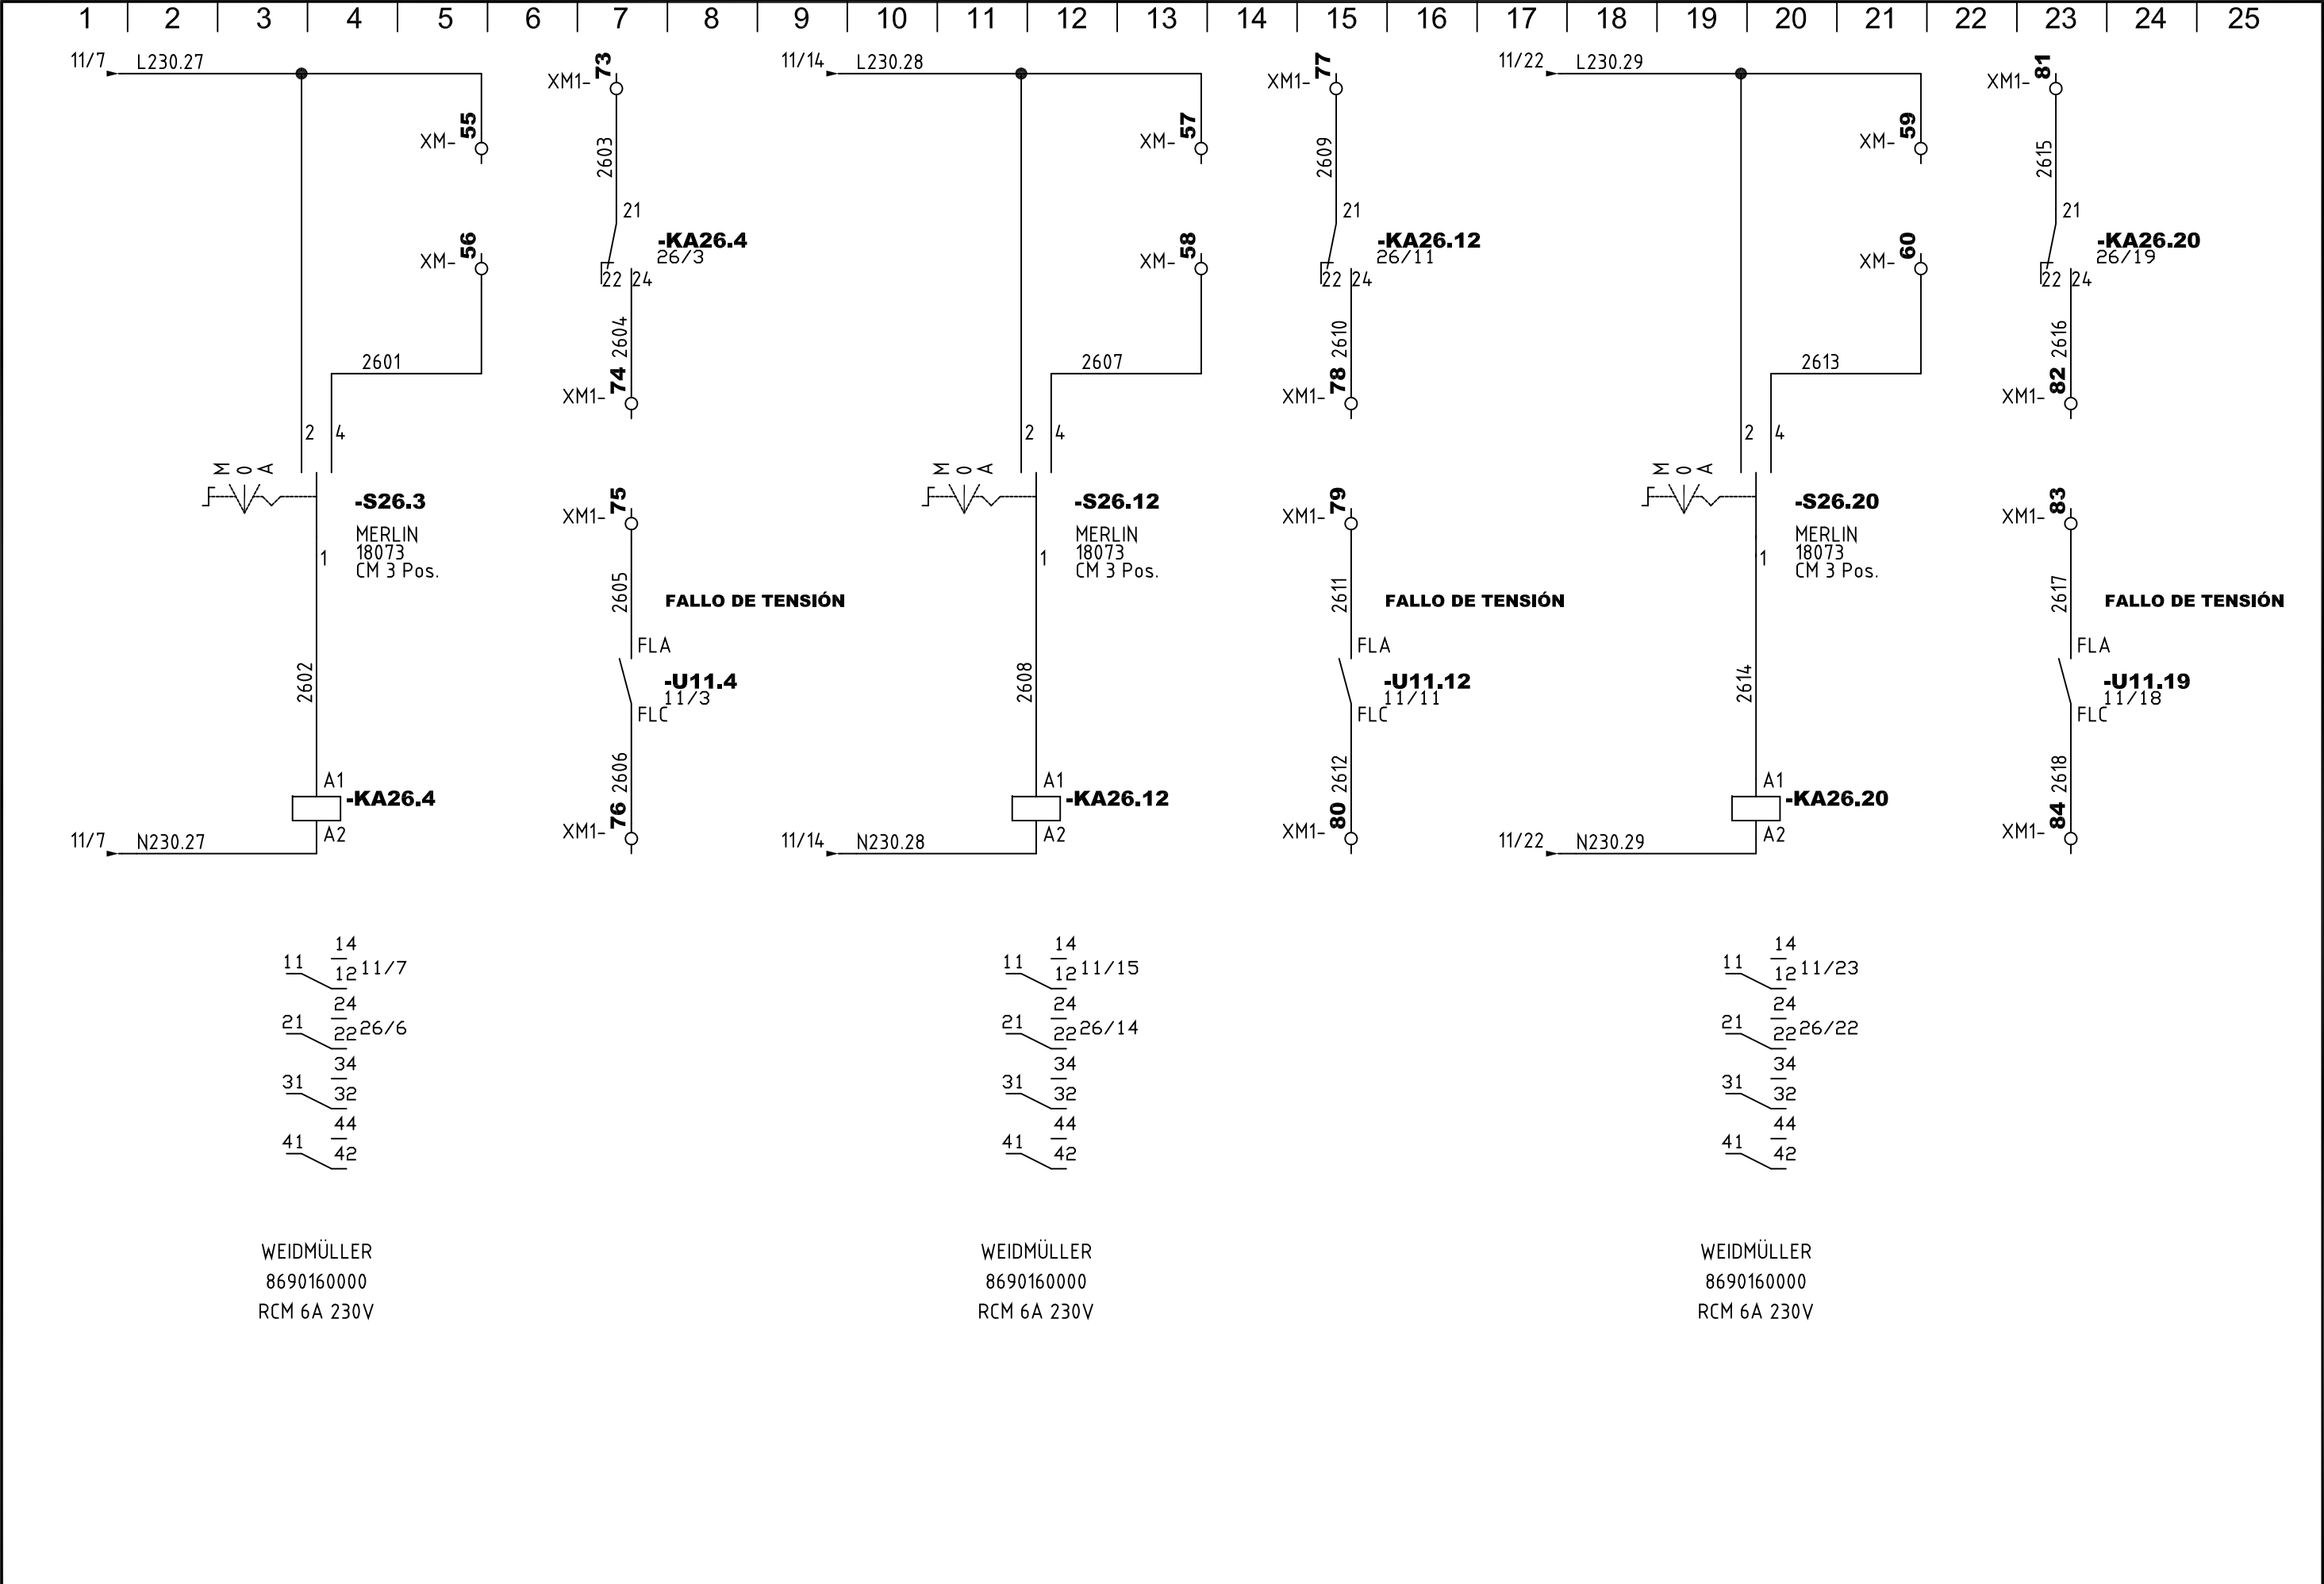 1 2 3 4 5 6 7 8 9 10 11 12 13 14 15 16 17 18 19 20 21 22 23 24 25
11/7 L230.27
XM- 55
XM- 56
2601
2 4
M 0 A
-S26.3
MERLIN
18073
CM 3 Pos.
1
2602
A1
-KA26.4
A2
11/7 N230.27
XM1- 73
2603
21
-KA26.4
26/3
22 24
2604
XM1- 74
XM1- 75
2605
FALLO DE TENSIÓN
FLA
-U11.4
11/3
FLC
2606
XM1- 76
11/14 L230.28
XM- 57
XM- 58
2607
2 4
M 0 A
-S26.12
MERLIN
18073
CM 3 Pos.
1
2608
A1
-KA26.12
A2
11/14 N230.28
XM1- 77
2609
21
-KA26.12
26/11
22 24
2610
XM1- 78
XM1- 79
2611
FALLO DE TENSIÓN
FLA
-U11.12
11/11
FLC
2612
XM1- 80
11/22 L230.29
XM- 59
XM- 60
2613
2 4
M 0 A
-S26.20
MERLIN
18073
CM 3 Pos.
1
2614
A1
-KA26.20
A2
11/22 N230.29
XM1- 81
2615
21
-KA26.20
26/19
22 24
2616
XM1- 82
XM1- 83
2617
FALLO DE TENSIÓN
FLA
-U11.19
11/18
FLC
2618
XM1- 84
14
11 12 11/7
24
21 22 26/6
34
31 32
44
41 42
WEIDMÜLLER
8690160000
RCM 6A 230V
14
11 12 11/15
24
21 22 26/14
34
31 32
44
41 42
WEIDMÜLLER
8690160000
RCM 6A 230V
14
11 12 11/23
24
21 22 26/22
34
31 32
44
41 42
WEIDMÜLLER
8690160000
RCM 6A 230V